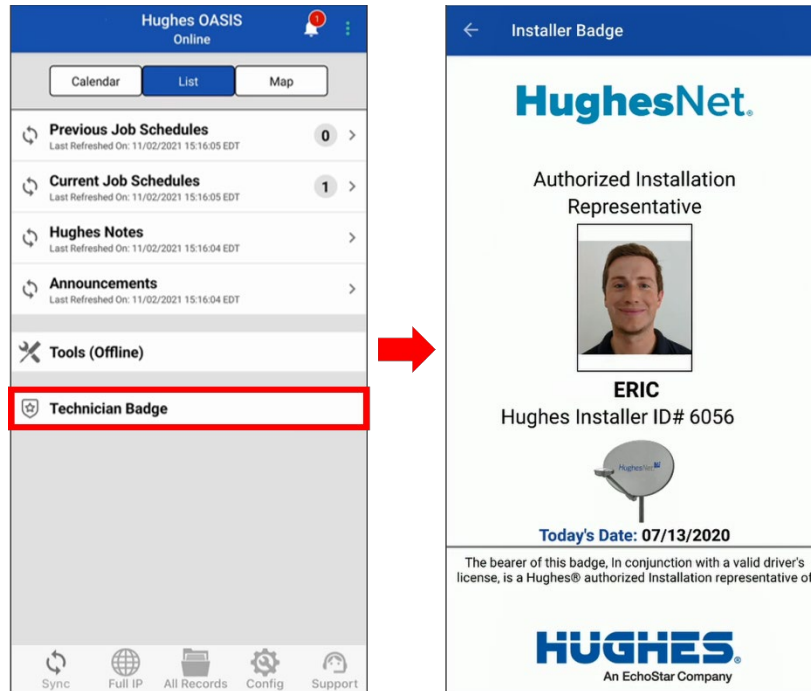 Hughes OASIS
Online
1
Calendar
List
Map
Previous Job Schedules
Last Refreshed On: 11/02/2021 15:16:05 EDT
0
Current Job Schedules
Last Refreshed On: 11/02/2021 15:16:05 EDT
1
Hughes Notes
Last Refreshed On: 11/02/2021 15:16:04 EDT
Announcements
Last Refreshed On: 11/02/2021 15:16:04 EDT
Tools (Offline)
Technician Badge
Sync
Full IP
All Records
Config
Support
Installer Badge
HughesNet®
Authorized Installation
Representative
ERIC
Hughes Installer ID# 6056
HughesNet
Today's Date: 07/13/2020
The bearer of this badge, In conjunction with a valid driver's
license, is a Hughes® authorized Installation representative of
HUGHES®
An EchoStar Company